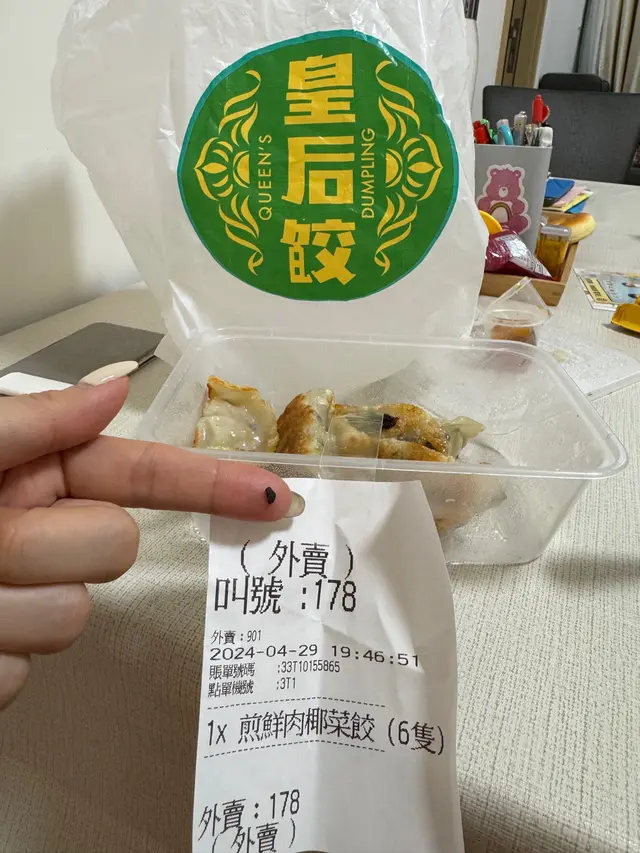 皇后餃
QUEEN'S
DUMPLING
( 外賣 )
叫號 :178
外賣:901
2024-04-29 19:46:51
賬單號碼 :33T10155865
點單機號 :3T1
1x 煎鮮肉椰菜餃 (6隻)
外賣:178
( 外賣 )